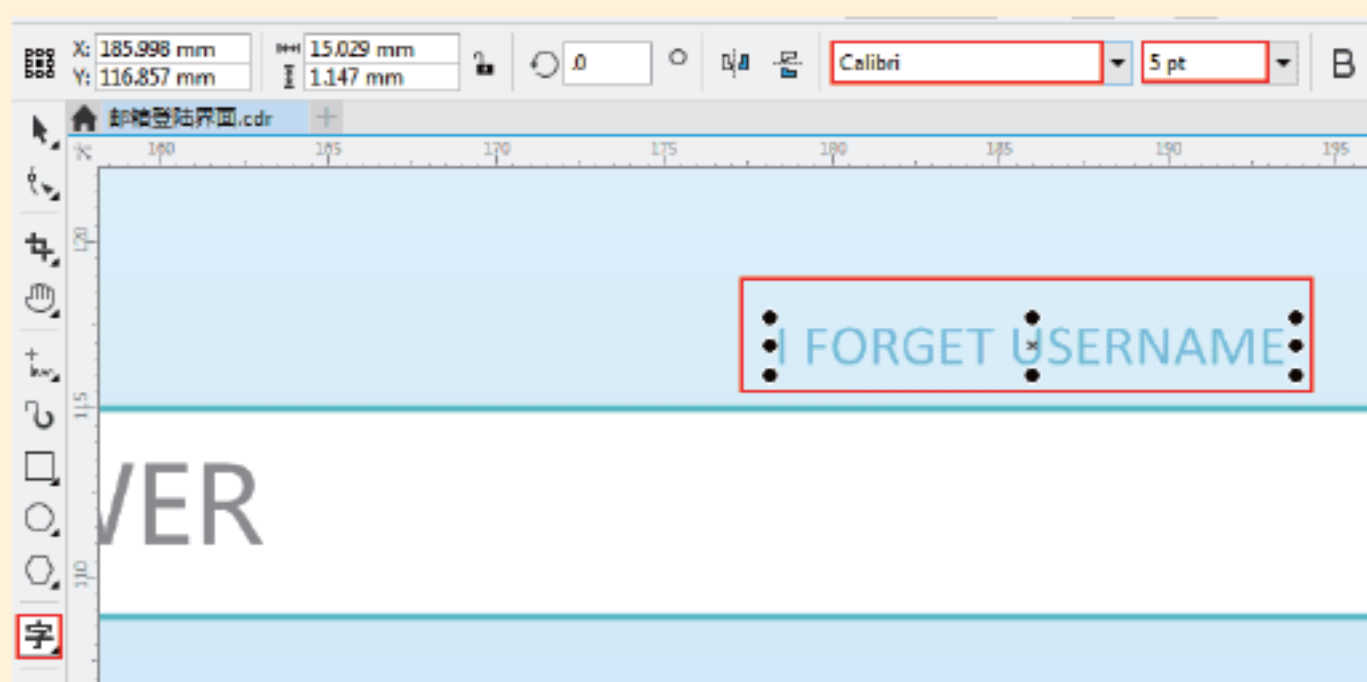 X: 185.998 mm
Y: 116.857 mm
15.029 mm
1.147 mm
.0
Calibri
5 pt
B
邮箱登陆界面.cdr
160 165 170 175 180 185 190 195
120
I FORGET USERNAME
115
VER
110
字